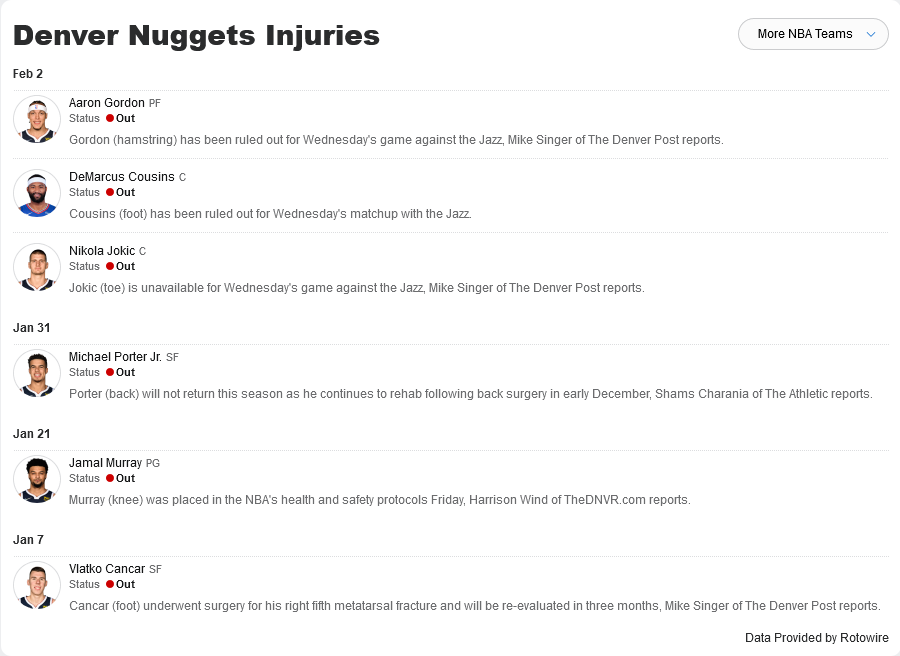 Denver Nuggets Injuries
More NBA Teams
Feb 2
Aaron Gordon PF
Status Out
Gordon (hamstring) has been ruled out for Wednesday's game against the Jazz, Mike Singer of The Denver Post reports.
DeMarcus Cousins C
Status Out
Cousins (foot) has been ruled out for Wednesday's matchup with the Jazz.
Nikola Jokic C
Status Out
Jokic (toe) is unavailable for Wednesday's game against the Jazz, Mike Singer of The Denver Post reports.
Jan 31
Michael Porter Jr. SF
Status Out
Porter (back) will not return this season as he continues to rehab following back surgery in early December, Shams Charania of The Athletic reports.
Jan 21
Jamal Murray PG
Status Out
Murray (knee) was placed in the NBA's health and safety protocols Friday, Harrison Wind of TheDNVR.com reports.
Jan 7
Vlatko Cancar SF
Status Out
Cancar (foot) underwent surgery for his right fifth metatarsal fracture and will be re-evaluated in three months, Mike Singer of The Denver Post reports.
Data Provided by Rotowire